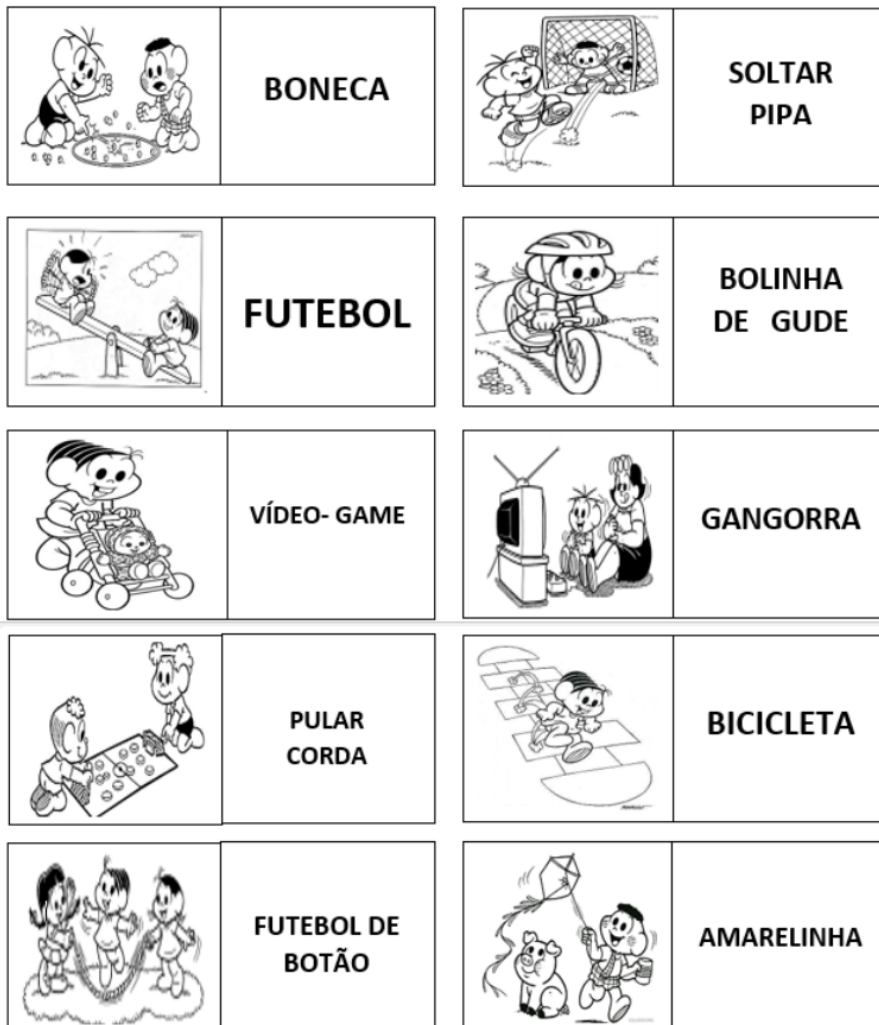 BONECA
SOLTAR
PIPA
FUTEBOL
BOLINHA
DE GUDE
VÍDEO- GAME
GANGORRA
PULAR
CORDA
BICICLETA
FUTEBOL DE
BOTÃO
AMARELINHA